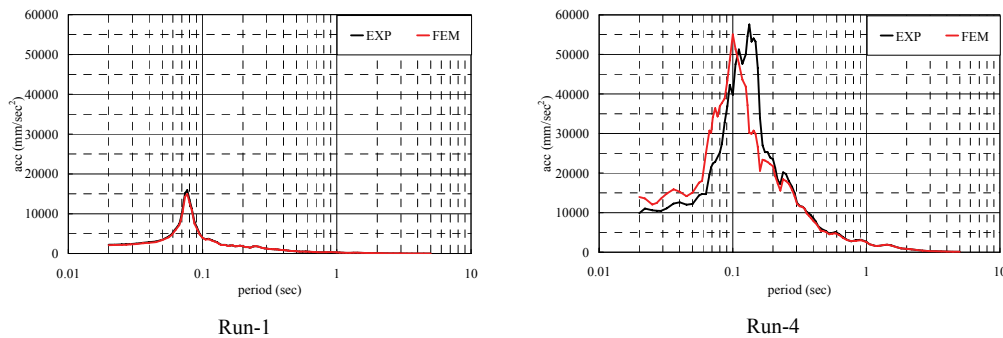 60000
50000
40000
30000
20000
10000
0
acc (mm/sec²)
EXP FEM
0.01 0.1 1 10
period (sec)
Run-1
60000
50000
40000
30000
20000
10000
0
acc (mm/sec²)
EXP FEM
0.01 0.1 1 10
period (sec)
Run-4